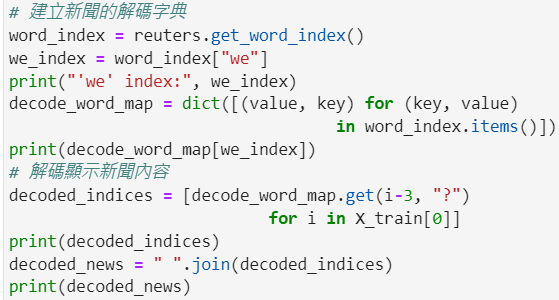 # 建立新聞的解碼字典
word_index = reuters.get_word_index()
we_index = word_index["we"]
print("'we' index:", we_index)
decode_word_map = dict([(value, key) for (key, value)
                                in word_index.items()])
print(decode_word_map[we_index])
# 解碼顯示新聞內容
decoded_indices = [decode_word_map.get(i-3, "?")
                         for i in X_train[0]]
print(decoded_indices)
decoded_news = " ".join(decoded_indices)
print(decoded_news)